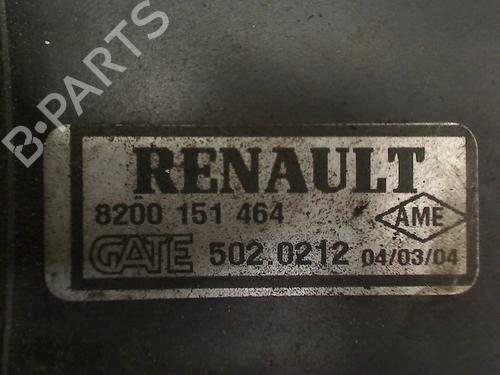 B-PARTS
RENAULT
8200 151 464
AME
GATE 502.0212 04/03/04